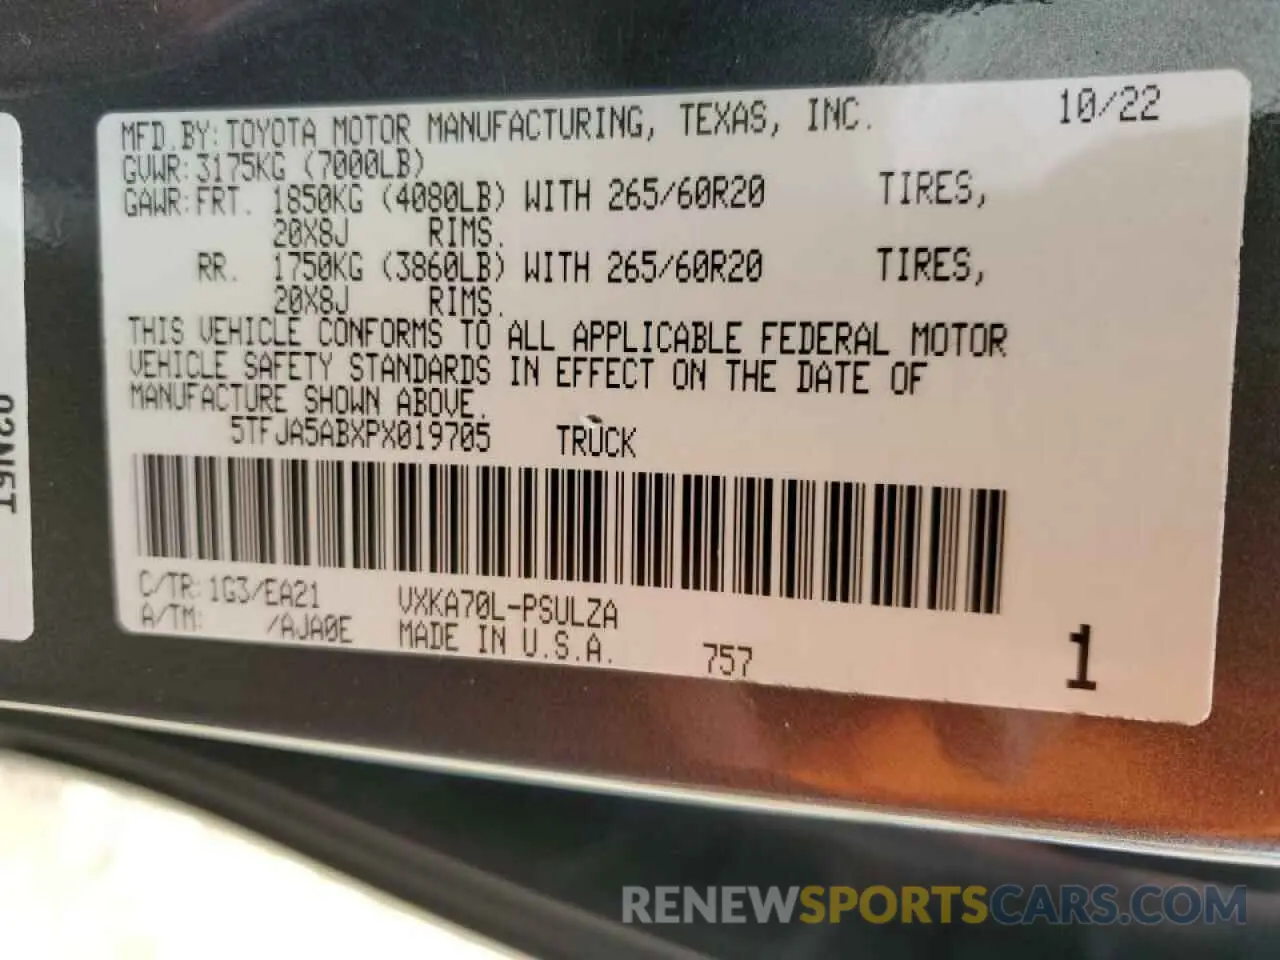 MFD.BY: TOYOTA MOTOR MANUFACTURING, TEXAS, INC. 10/22
GVWR: 3175KG (7000LB)
GAWR: FRT. 1850KG (4080LB) WITH 265/60R20 TIRES,
20X8J RIMS.
RR. 1750KG (3860LB) WITH 265/60R20 TIRES,
20X8J RIMS.
THIS VEHICLE CONFORMS TO ALL APPLICABLE FEDERAL MOTOR
VEHICLE SAFETY STANDARDS IN EFFECT ON THE DATE OF
MANUFACTURE SHOWN ABOVE.
5TFJA5ABXPX019705 TRUCK
C/TR: 1G3/EA21 VXKA70L-PSULZA
A/TM: /AJA0E MADE IN U.S.A. 757 1
RENEWSPORTSCARS.COM